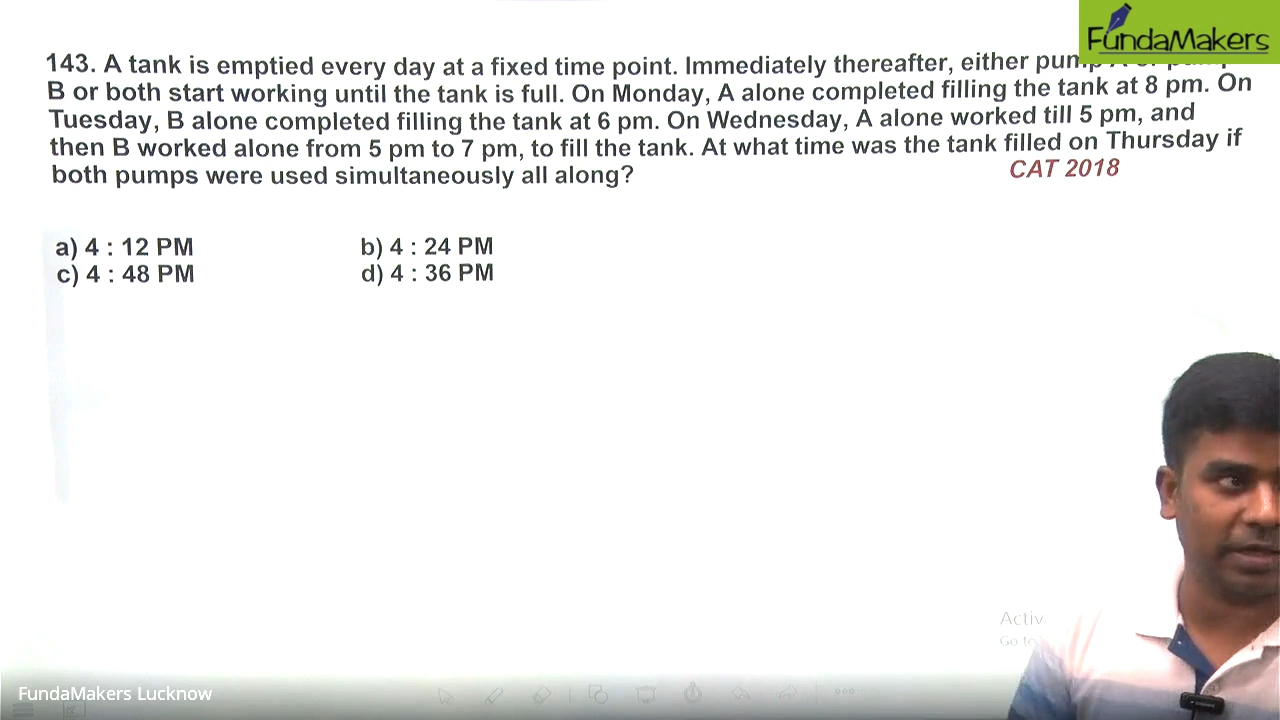 FundaMakers
143. A tank is emptied every day at a fixed time point. Immediately thereafter, either pump A or pump
B or both start working until the tank is full. On Monday, A alone completed filling the tank at 8 pm. On
Tuesday, B alone completed filling the tank at 6 pm. On Wednesday, A alone worked till 5 pm, and
then B worked alone from 5 pm to 7 pm, to fill the tank. At what time was the tank filled on Thursday if
both pumps were used simultaneously all along?
CAT 2018
a) 4 : 12 PM b) 4 : 24 PM
c) 4 : 48 PM d) 4 : 36 PM
Activ
Go to
FundaMakers Lucknow